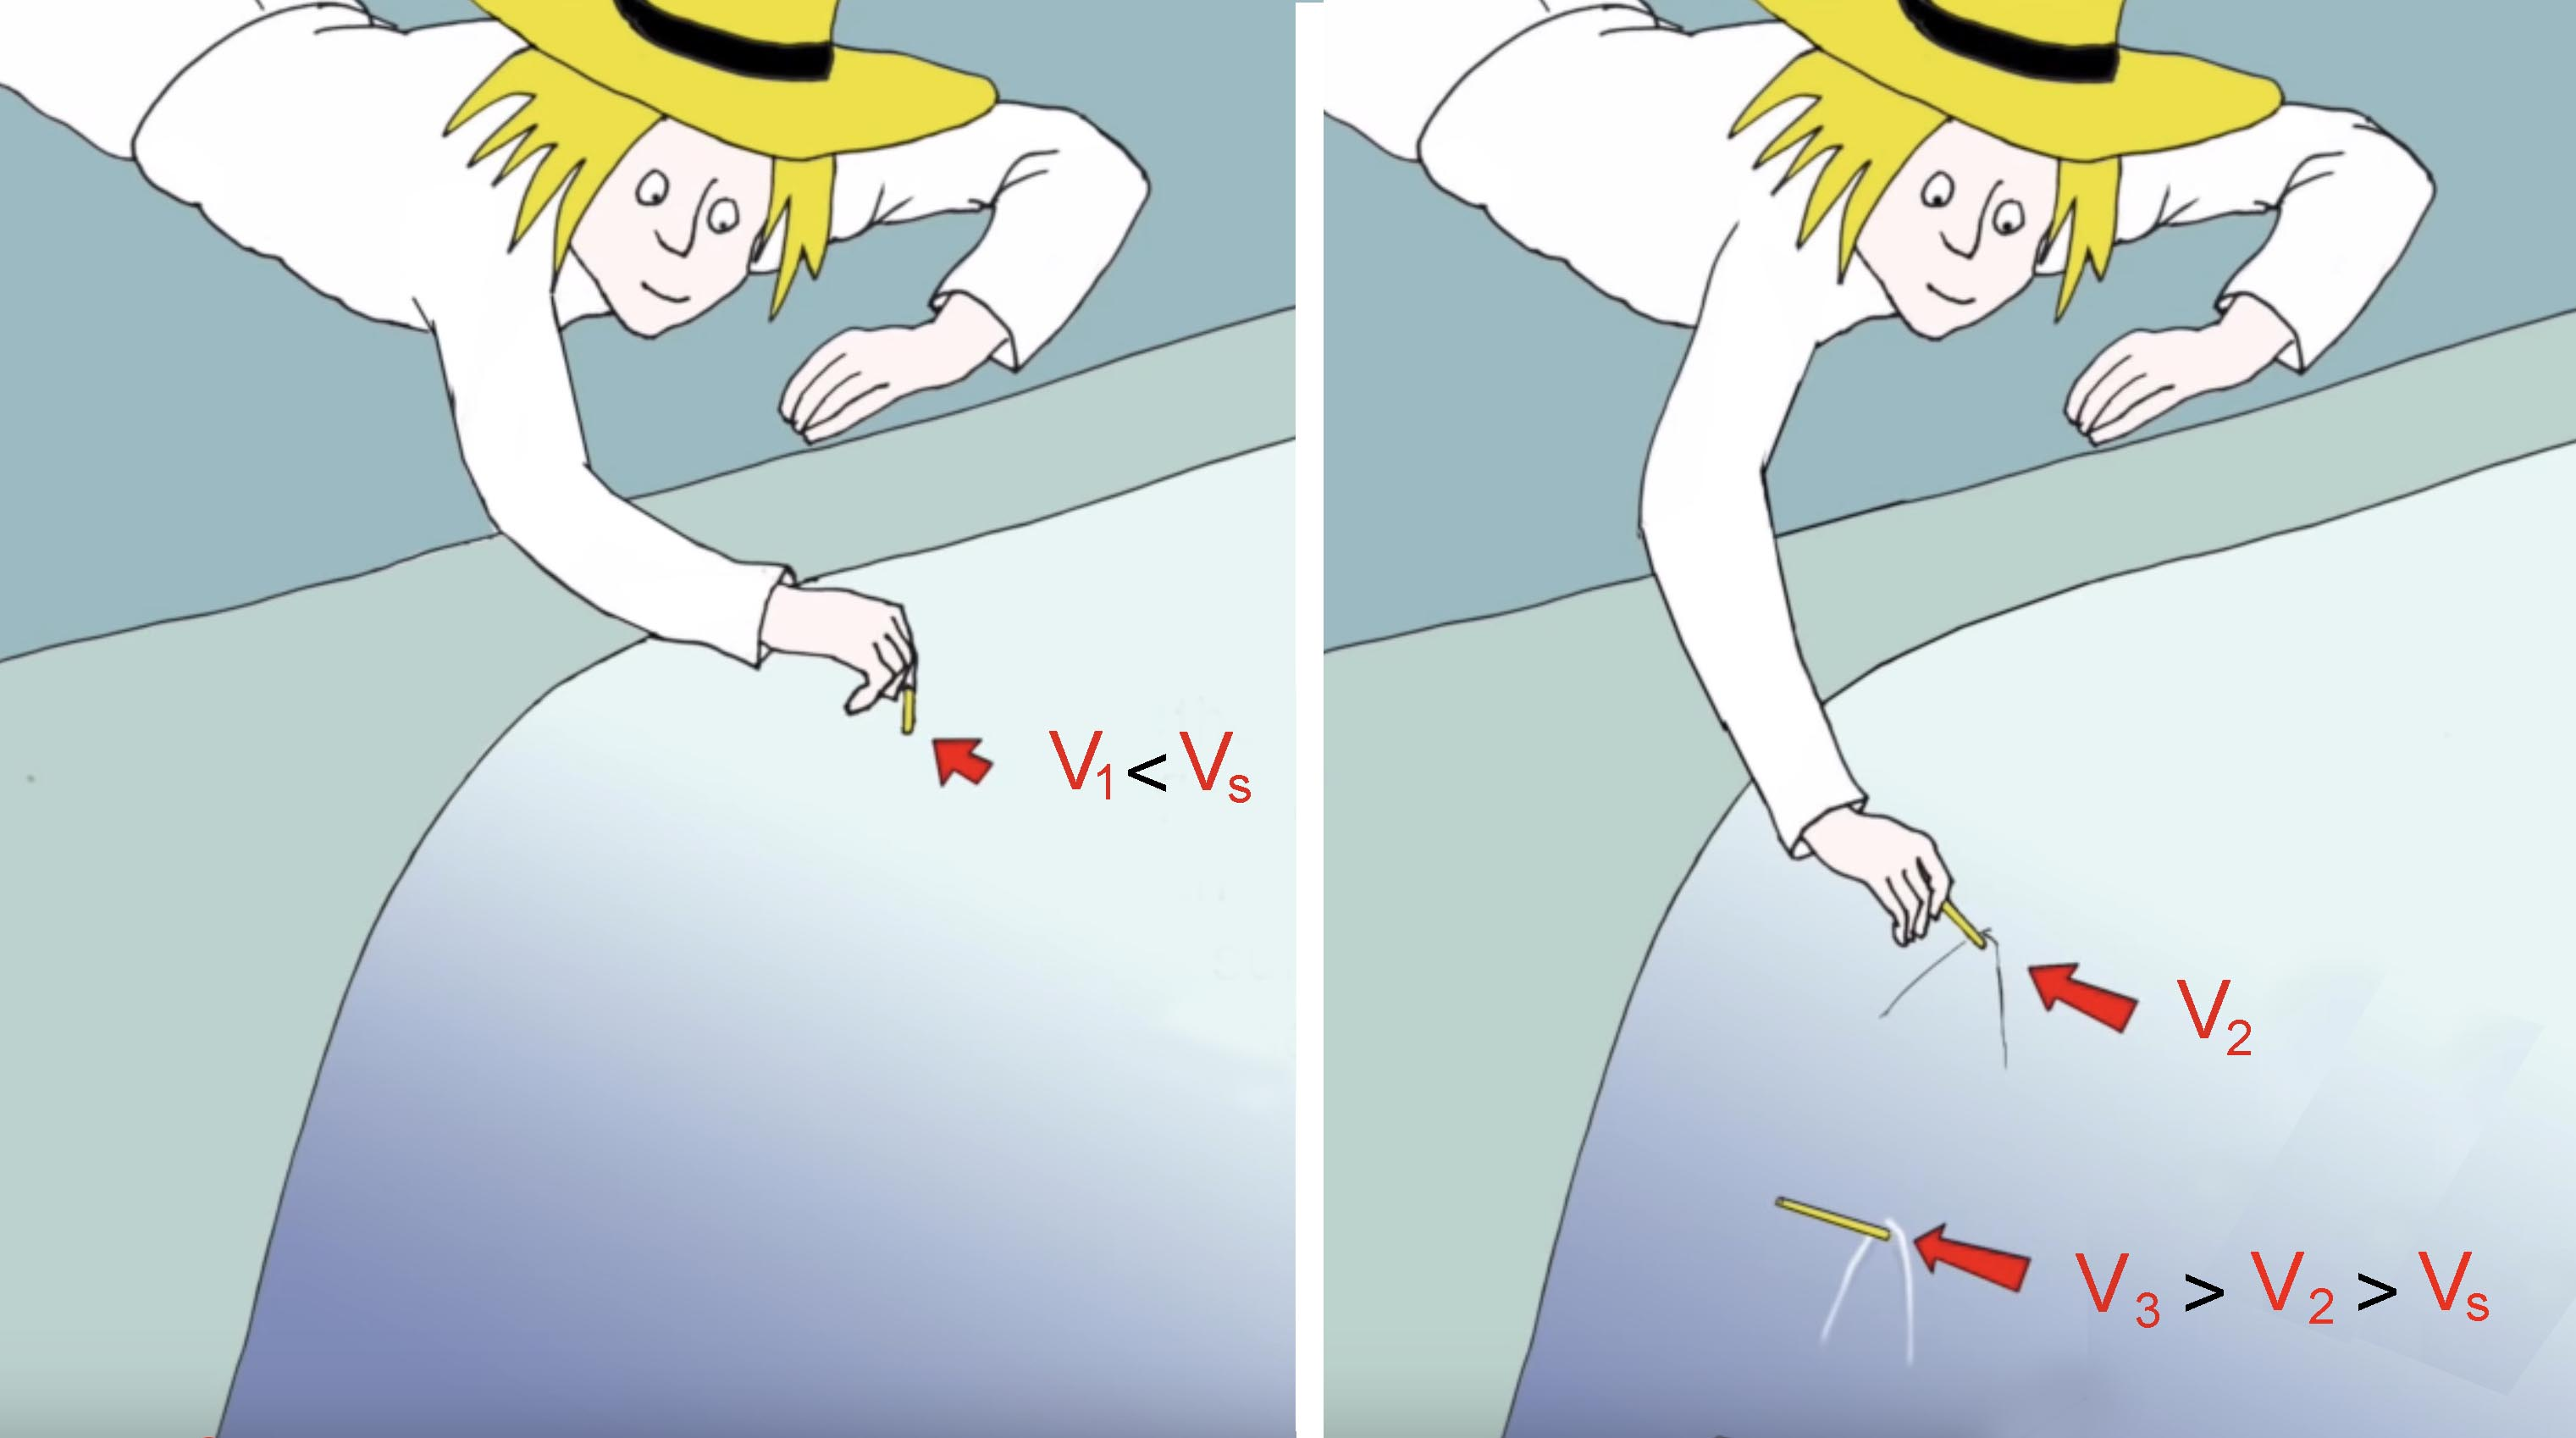 V₁ < Vₛ
V₂
V₃ > V₂ > Vₛ